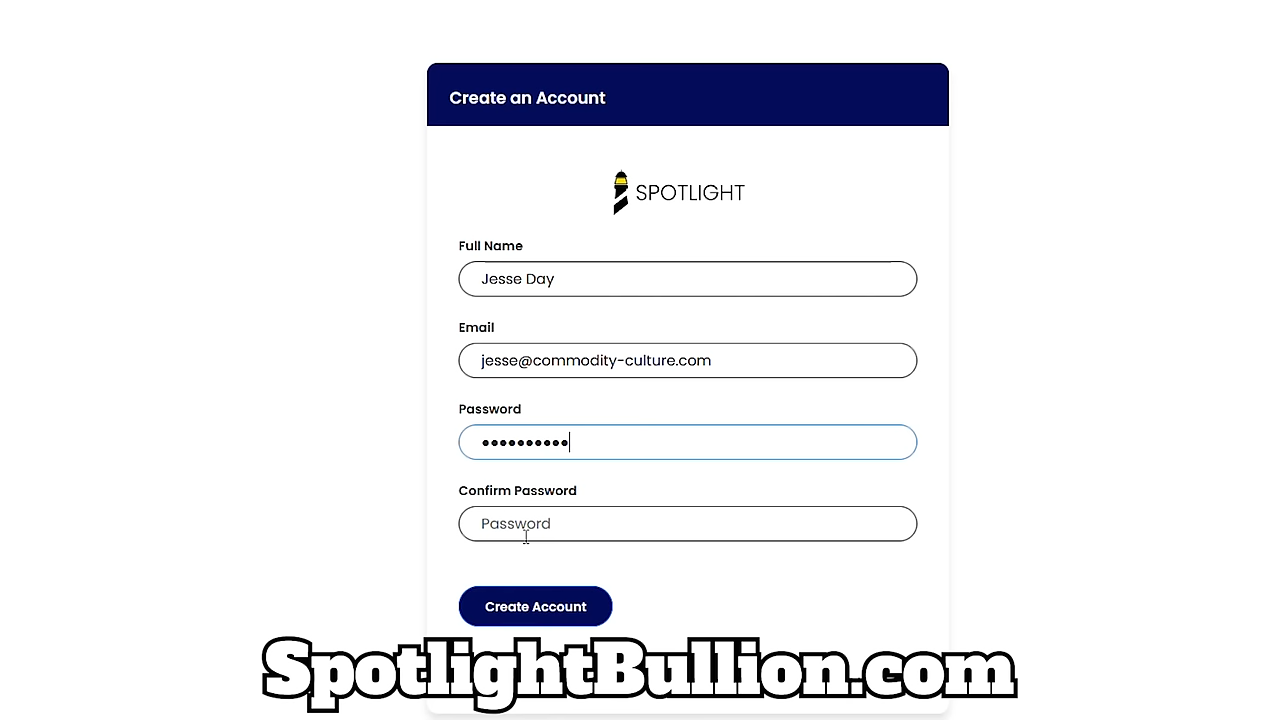 Create an Account
SPOTLIGHT
Full Name
Jesse Day
Email
jesse@commodity-culture.com
Password
••••••••••
Confirm Password
Password
Create Account
SpotlightBullion.com